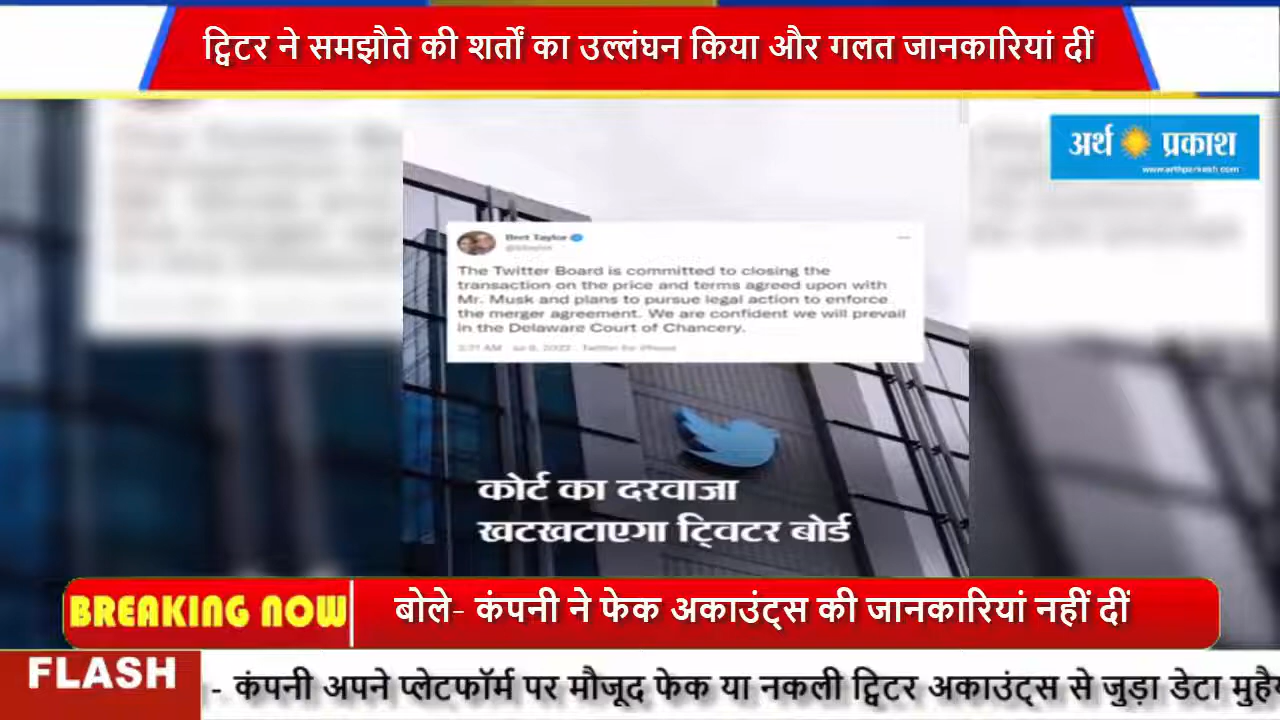 ट्विटर ने समझौते की शर्तों का उल्लंघन किया और गलत जानकारियां दीं
अर्थ प्रकाश
www.arthparkash.com
Bret Taylor
The Twitter Board is committed to closing the
transaction on the price and terms agreed upon with
Mr. Musk and plans to pursue legal action to enforce
the merger agreement. We are confident we will prevail
in the Delaware Court of Chancery.
Twitter for iPhone
कोर्ट का दरवाजा
खटखटाएगा ट्विटर बोर्ड
BREAKING NOW
बोले- कंपनी ने फेक अकाउंट्स की जानकारियां नहीं दीं
FLASH
- कंपनी अपने प्लेटफॉर्म पर मौजूद फेक या नकली ट्विटर अकाउंट्स से जुड़ा डेटा